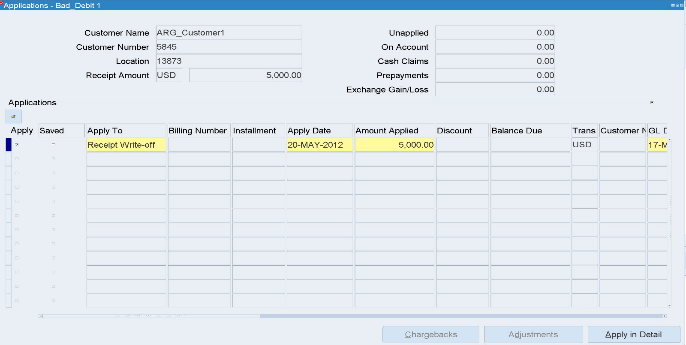 Applications - Bad_Debit 1
Customer Name ARG_Customer1 Unapplied 0.00
Customer Number 5845 On Account 0.00
Location 13873 Cash Claims 0.00
Receipt Amount USD 5,000.00 Prepayments 0.00
Exchange Gain/Loss 0.00
Applications
Apply Saved Apply To Billing Number Installment Apply Date Amount Applied Discount Balance Due Trans Customer N GL D
Receipt Write-off 20-MAY-2012 5,000.00 USD 17-M
Chargebacks Adjustments Apply in Detail